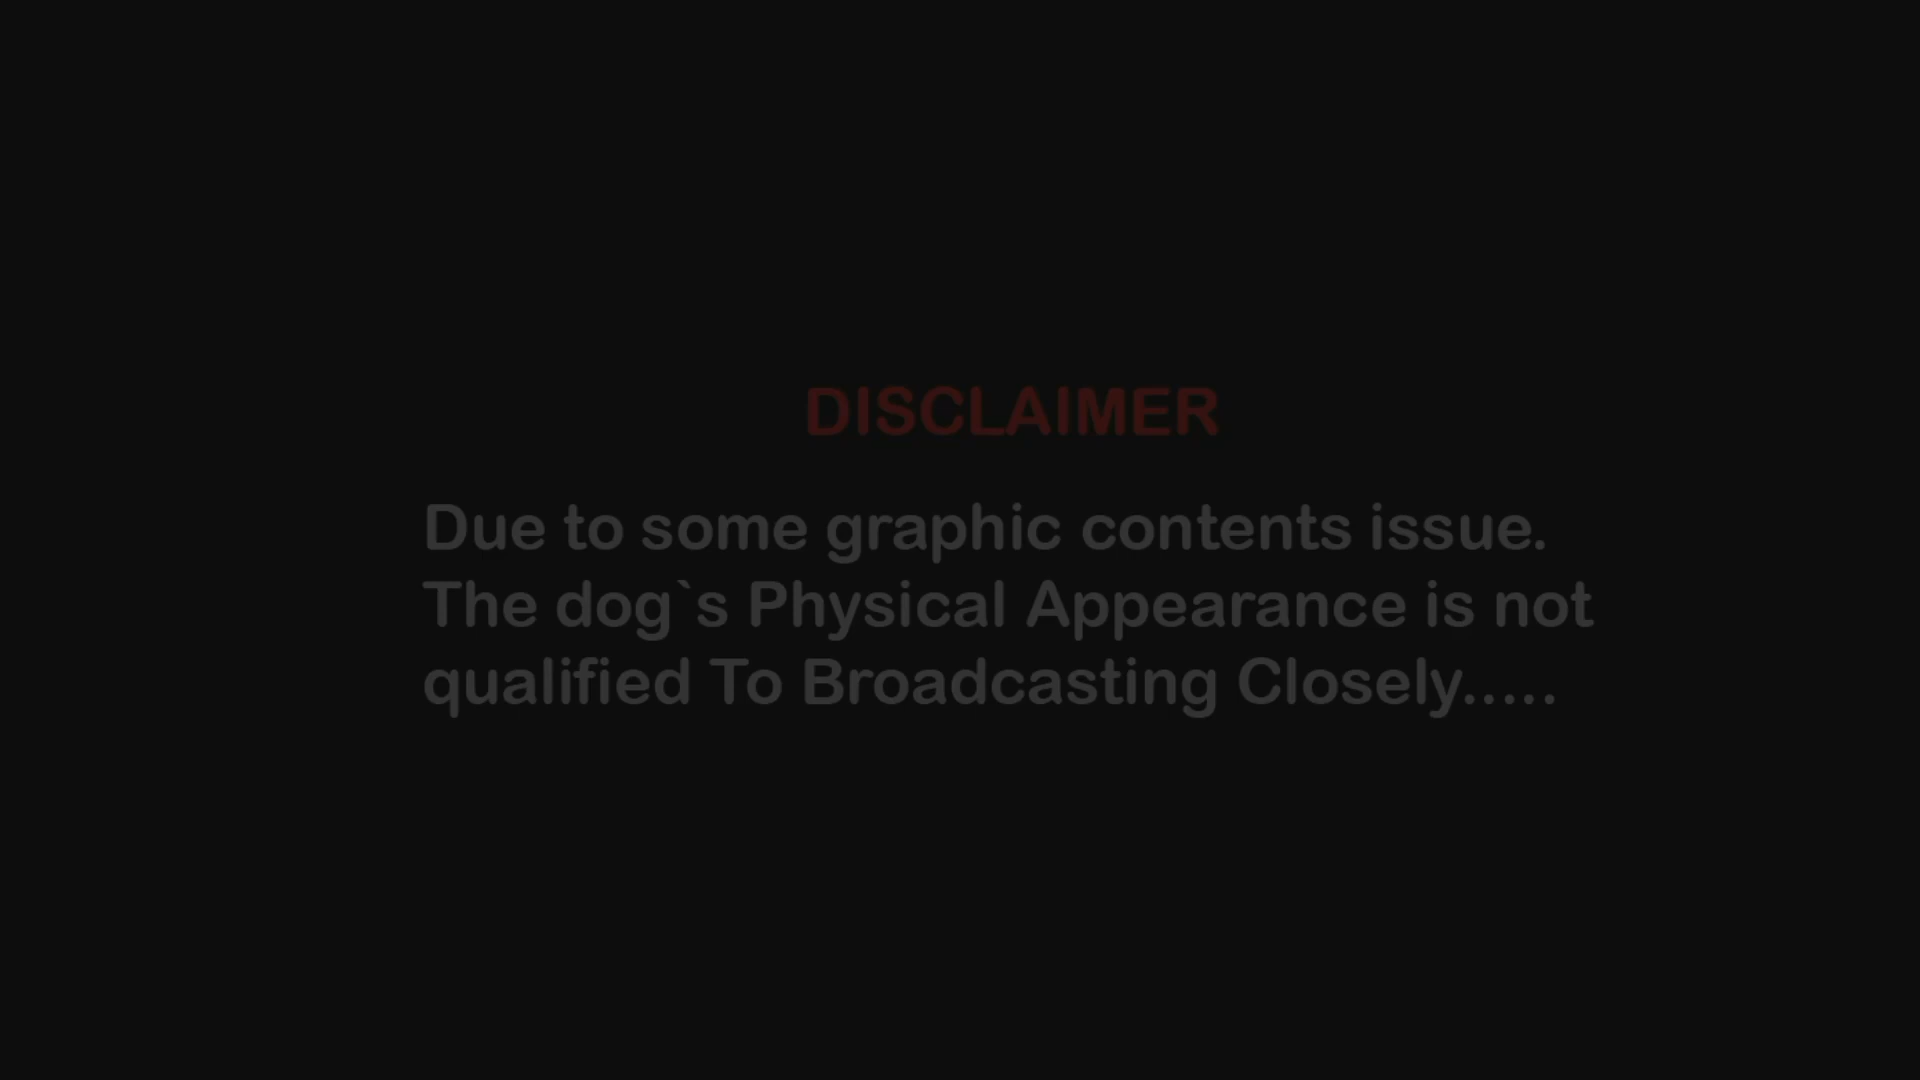 DISCLAIMER
Due to some graphic contents issue.
The dog`s Physical Appearance is not
qualified To Broadcasting Closely.....